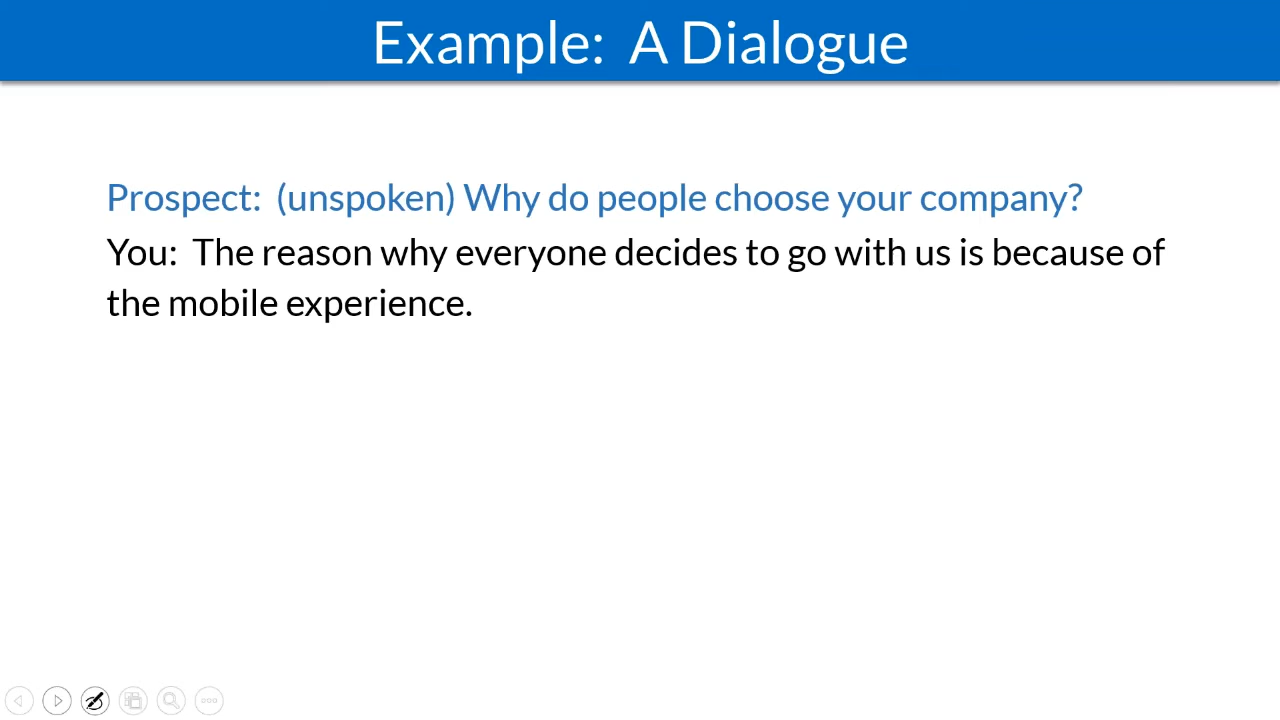 Example: A Dialogue
Prospect: (unspoken) Why do people choose your company?
You: The reason why everyone decides to go with us is because of
the mobile experience.